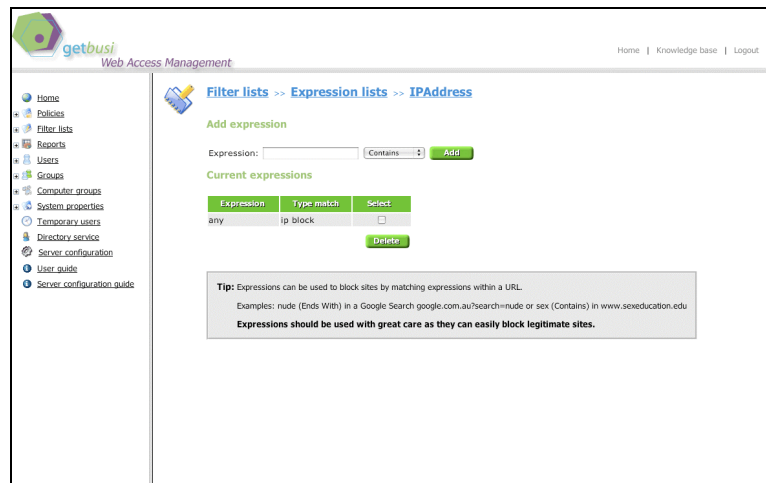 getbusi
Web Access Management
Home | Knowledge base | Logout
Home
Policies
Filter lists
Reports
Users
Groups
Computer groups
System properties
Temporary users
Directory service
Server configuration
User guide
Server configuration guide
Filter lists >> Expression lists >> IPAddress
Add expression
Expression: Contains Add
Current expressions
Expression Type match Select
any ip block
Delete
Tip: Expressions can be used to block sites by matching expressions within a URL.
Examples: nude (Ends With) in a Google Search google.com.au?search=nude or sex (Contains) in www.sexeducation.edu
Expressions should be used with great care as they can easily block legitimate sites.